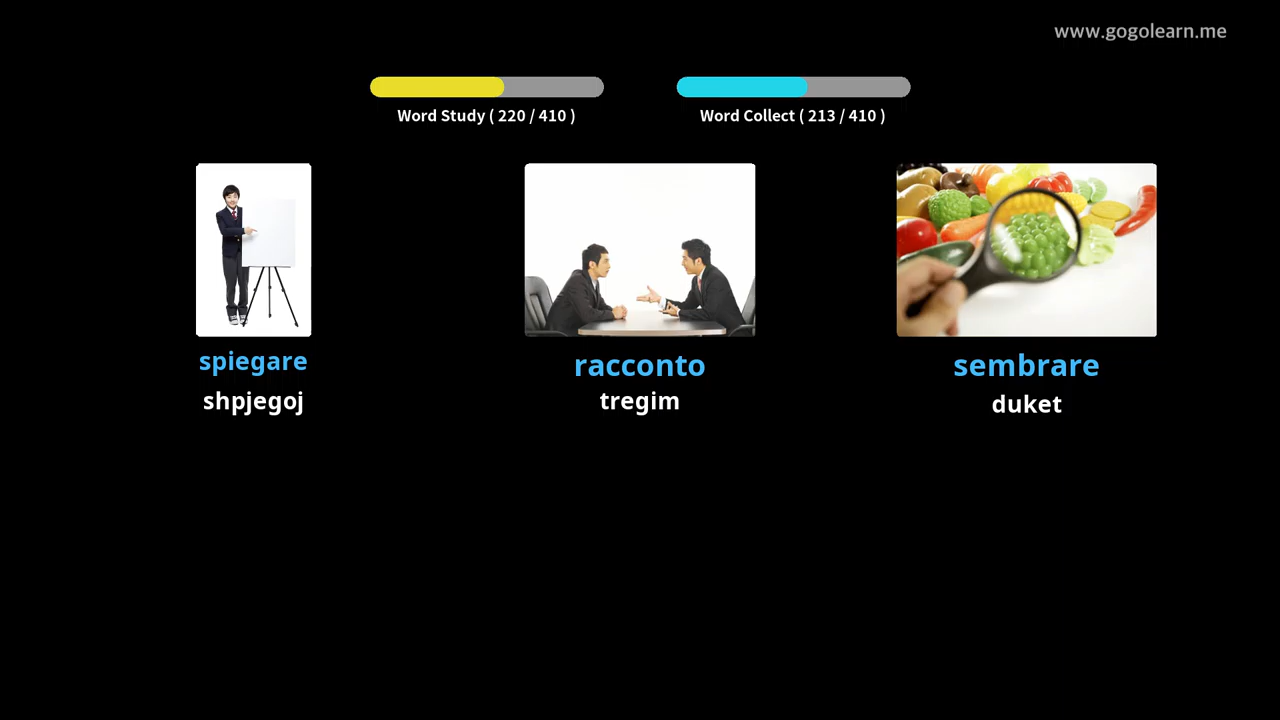 www.gogolearn.me
Word Study ( 220 / 410 )
Word Collect ( 213 / 410 )
spiegare
shpjegoj
racconto
tregim
sembrare
duket